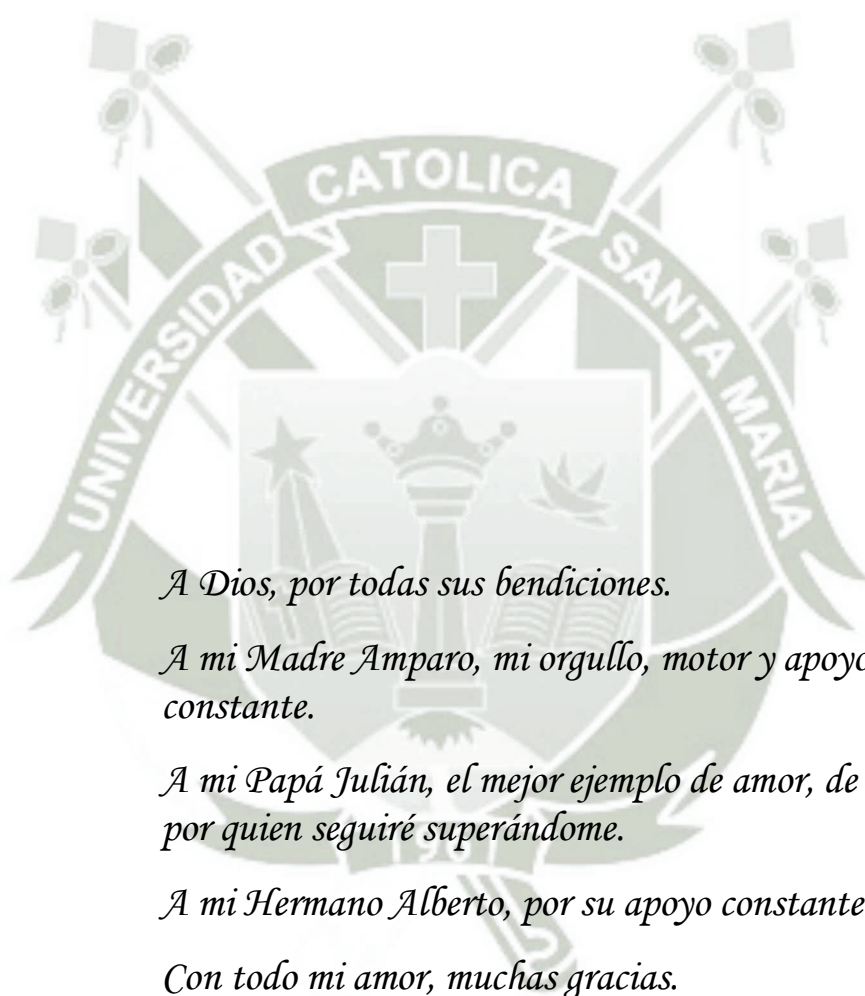 CATOLICA
UNIVERSIDAD
SANTA MARIA
A Dios, por todas sus bendiciones.
A mi Madre Amparo, mi orgullo, motor y apoyo
constante.
A mi Papá Julián, el mejor ejemplo de amor, de
por quien seguiré superándome.
A mi Hermano Alberto, por su apoyo constante
Con todo mi amor, muchas gracias.